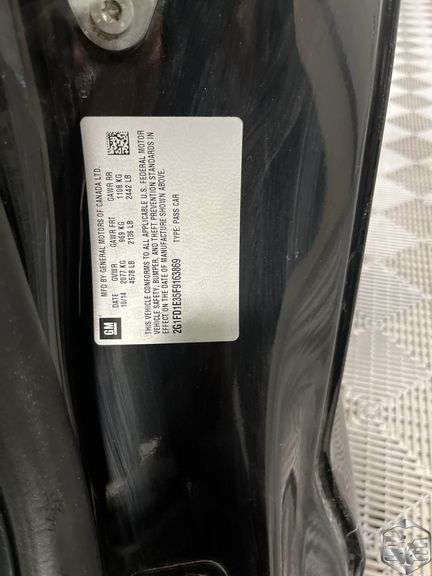 MFD BY GENERAL MOTORS OF CANADA LTD.
DATE GVWR GAWR FRT GAWR RR
10/14 2077 KG 969 KG 1108 KG
4578 LB 2136 LB 2442 LB
THIS VEHICLE CONFORMS TO ALL APPLICABLE U.S. FEDERAL MOTOR
VEHICLE SAFETY, BUMPER, AND THEFT PREVENTION STANDARDS IN
EFFECT ON THE DATE OF MANUFACTURE SHOWN ABOVE.
2G1FD1E35F9163869 TYPE: PASS CAR
GM